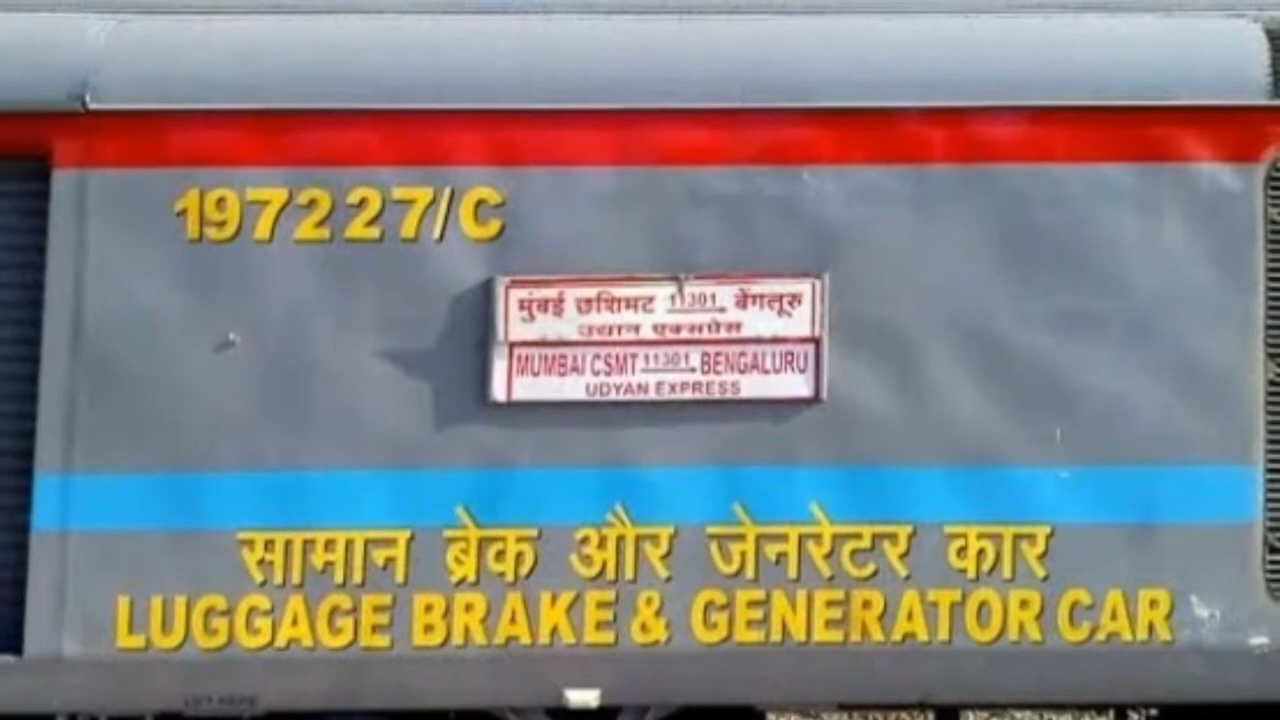 197227/C
मुंबई छशिमट 11301 बेंगलूरु
उद्यान एक्सप्रेस
MUMBAI CSMT 11301 BENGALURU
UDYAN EXPRESS
सामान ब्रेक और जेनरेटर कार
LUGGAGE BRAKE & GENERATOR CAR